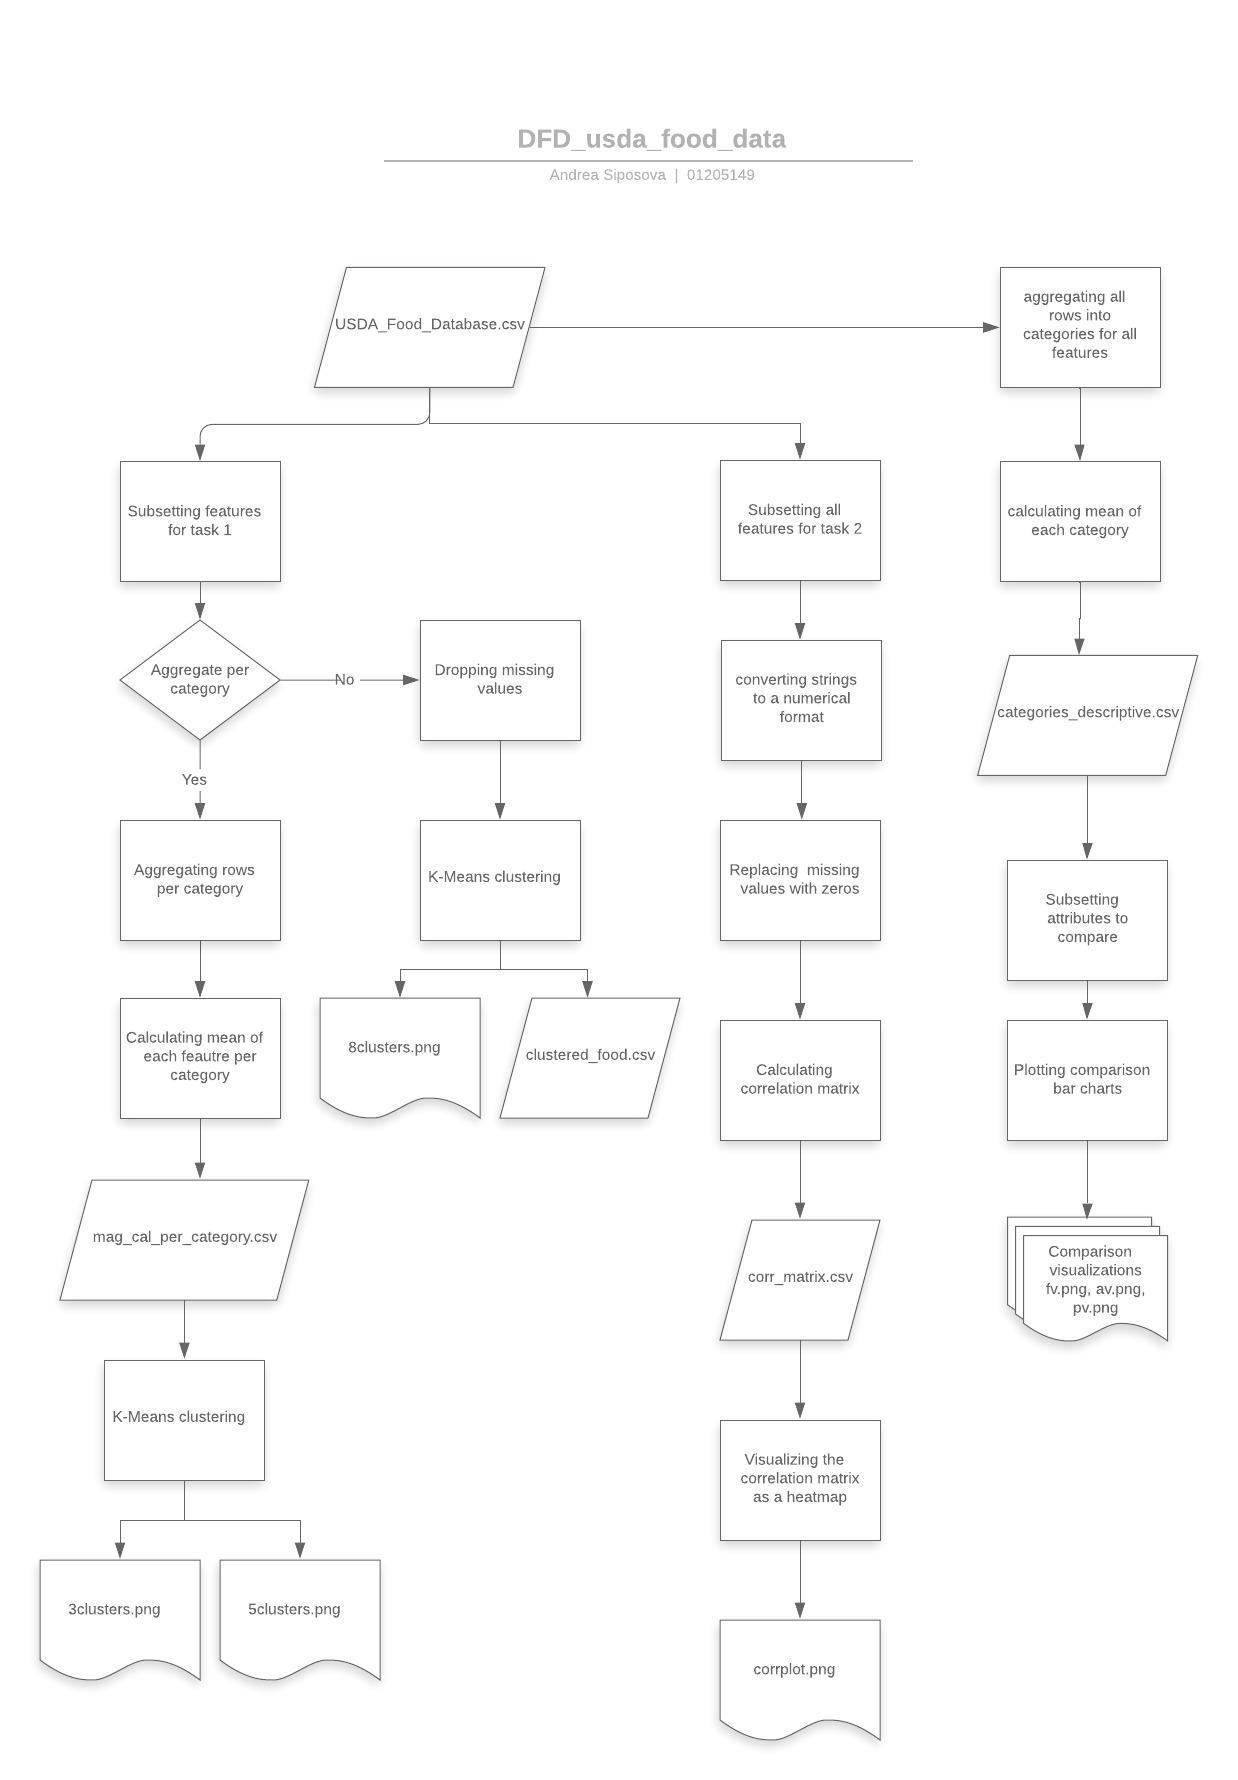 DFD_usda_food_data
Andrea Siposova | 01205149
USDA_Food_Database.csv
aggregating all
rows into
categories for all
features
Subsetting features
for task 1
Subsetting all
features for task 2
calculating mean of
each category
Aggregate per
category
No
Dropping missing
values
converting strings
to a numerical
format
categories_descriptive.csv
Yes
Aggregating rows
per category
K-Means clustering
Replacing missing
values with zeros
Subsetting
attributes to
compare
Calculating mean of
each feautre per
category
8clusters.png
clustered_food.csv
Calculating
correlation matrix
Plotting comparison
bar charts
mag_cal_per_category.csv
corr_matrix.csv
Comparison
visualizations
fv.png, av.png,
pv.png
K-Means clustering
Visualizing the
correlation matrix
as a heatmap
3clusters.png
5clusters.png
corrplot.png